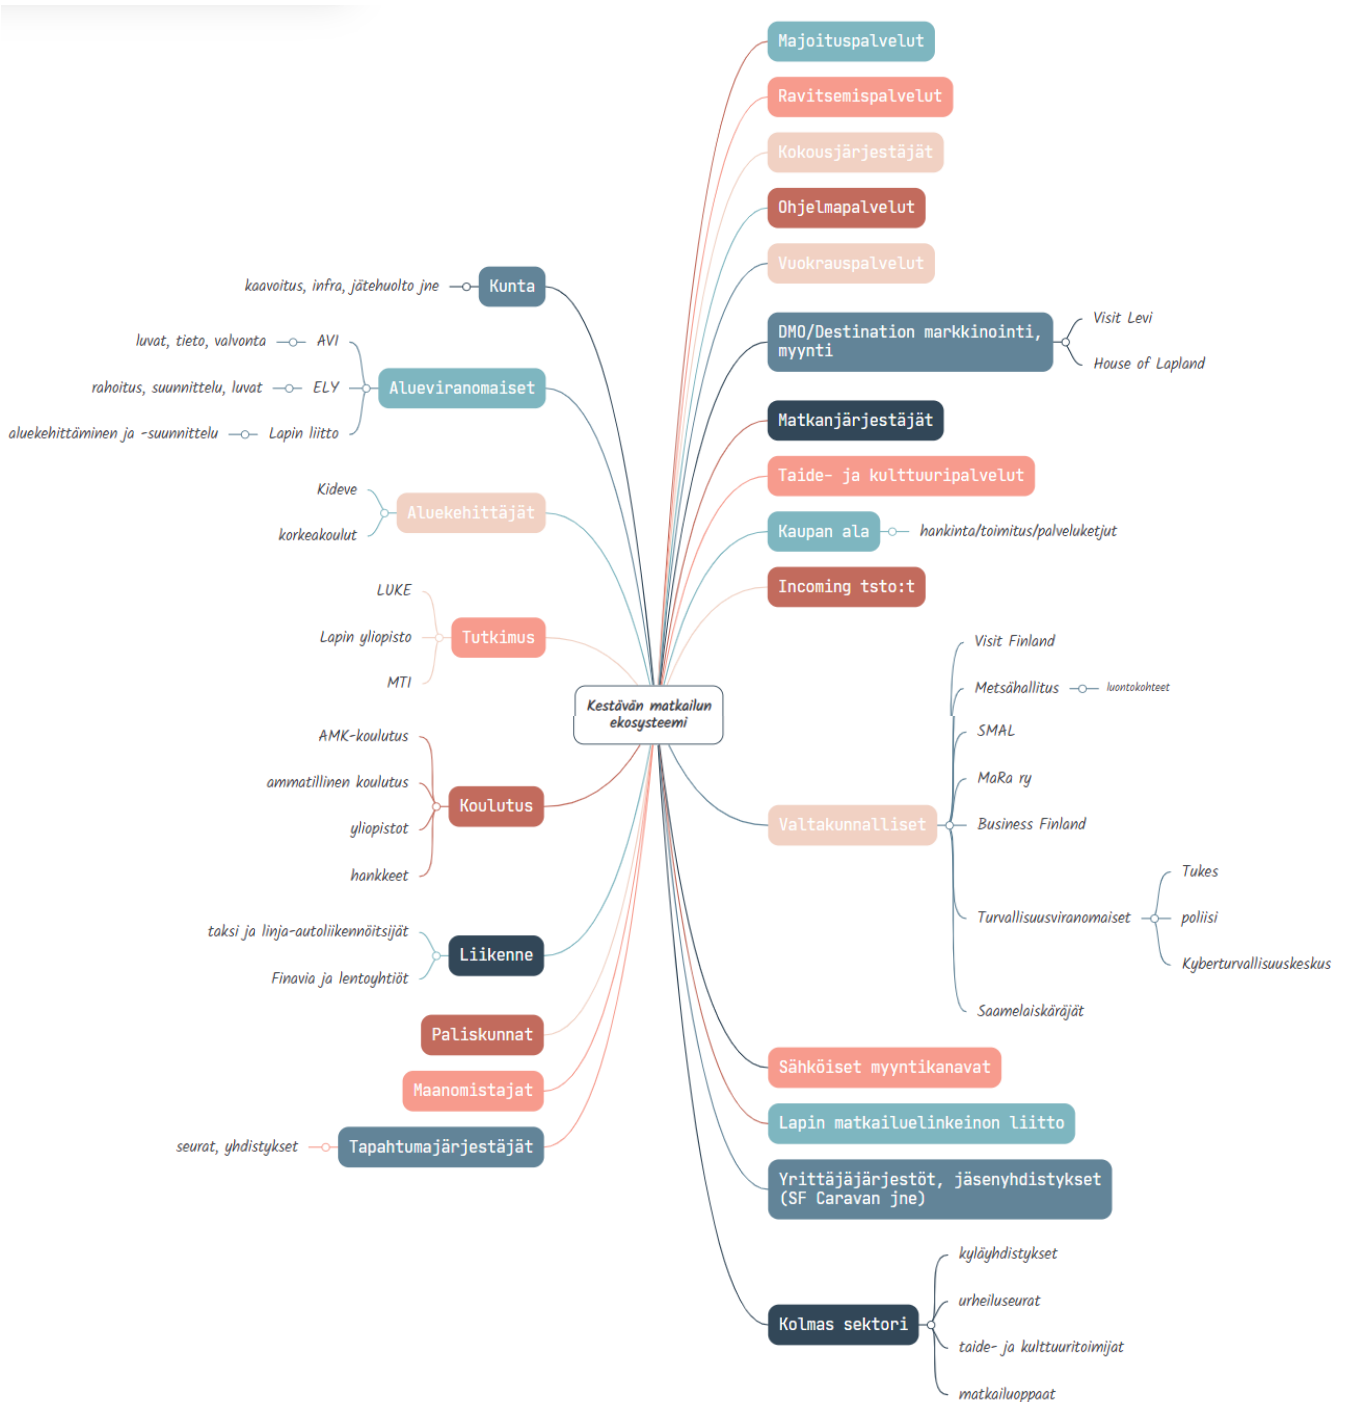 Kestävän matkailun
ekosysteemi
Kunta
kaavoitus, infra, jätehuolto jne
Alueviranomaiset
AVI
luvat, tieto, valvonta
ELY
rahoitus, suunnittelu, luvat
Lapin liitto
aluekehittäminen ja -suunnittelu
Aluekehittäjät
Kideve
korkeakoulut
Tutkimus
LUKE
Lapin yliopisto
MTI
Koulutus
AMK-koulutus
ammatillinen koulutus
yliopistot
hankkeet
Liikenne
taksi ja linja-autoliikennöitsijät
Finavia ja lentoyhtiöt
Paliskunnat
Maanomistajat
Tapahtumajärjestäjät
seurat, yhdistykset
Majoituspalvelut
Ravitsemispalvelut
Kokousjärjestäjät
Ohjelmapalvelut
Vuokrauspalvelut
DMO/Destination markkinointi,
myynti
Visit Levi
House of Lapland
Matkanjärjestäjät
Taide- ja kulttuuripalvelut
Kaupan ala
hankinta/toimitus/palveluketjut
Incoming tsto:t
Valtakunnalliset
Visit Finland
Metsähallitus
luontokohteet
SMAL
MaRa ry
Business Finland
Turvallisuusviranomaiset
Tukes
poliisi
Kyberturvallisuuskeskus
Saamelaiskäräjät
Sähköiset myyntikanavat
Lapin matkailuelinkeinon liitto
Yrittäjäjärjestöt, jäsenyhdistykset
(SF Caravan jne)
Kolmas sektori
kyläyhdistykset
urheiluseurat
taide- ja kulttuuritoimijat
matkailuoppaat